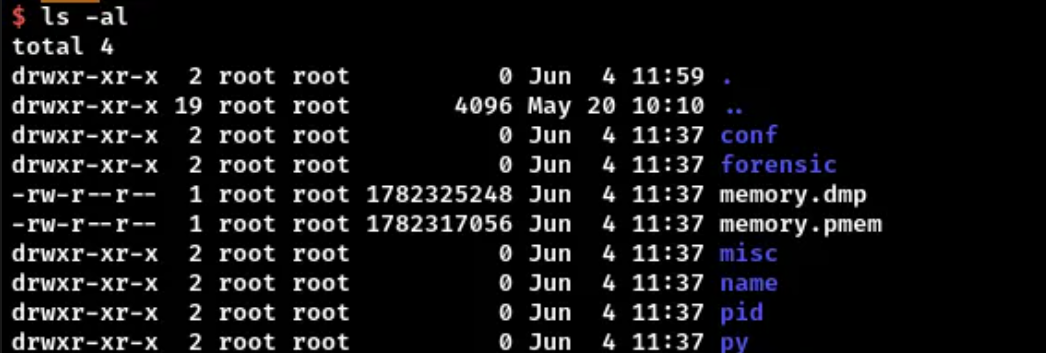 $ ls -al
total 4
drwxr-xr-x  2 root root          0 Jun  4 11:59 .
drwxr-xr-x 19 root root       4096 May 20 10:10 ..
drwxr-xr-x  2 root root          0 Jun  4 11:37 conf
drwxr-xr-x  2 root root          0 Jun  4 11:37 forensic
-rw-r--r--  1 root root 1782325248 Jun  4 11:37 memory.dmp
-rw-r--r--  1 root root 1782317056 Jun  4 11:37 memory.pmem
drwxr-xr-x  2 root root          0 Jun  4 11:37 misc
drwxr-xr-x  2 root root          0 Jun  4 11:37 name
drwxr-xr-x  2 root root          0 Jun  4 11:37 pid
drwxr-xr-x  2 root root          0 Jun  4 11:37 py